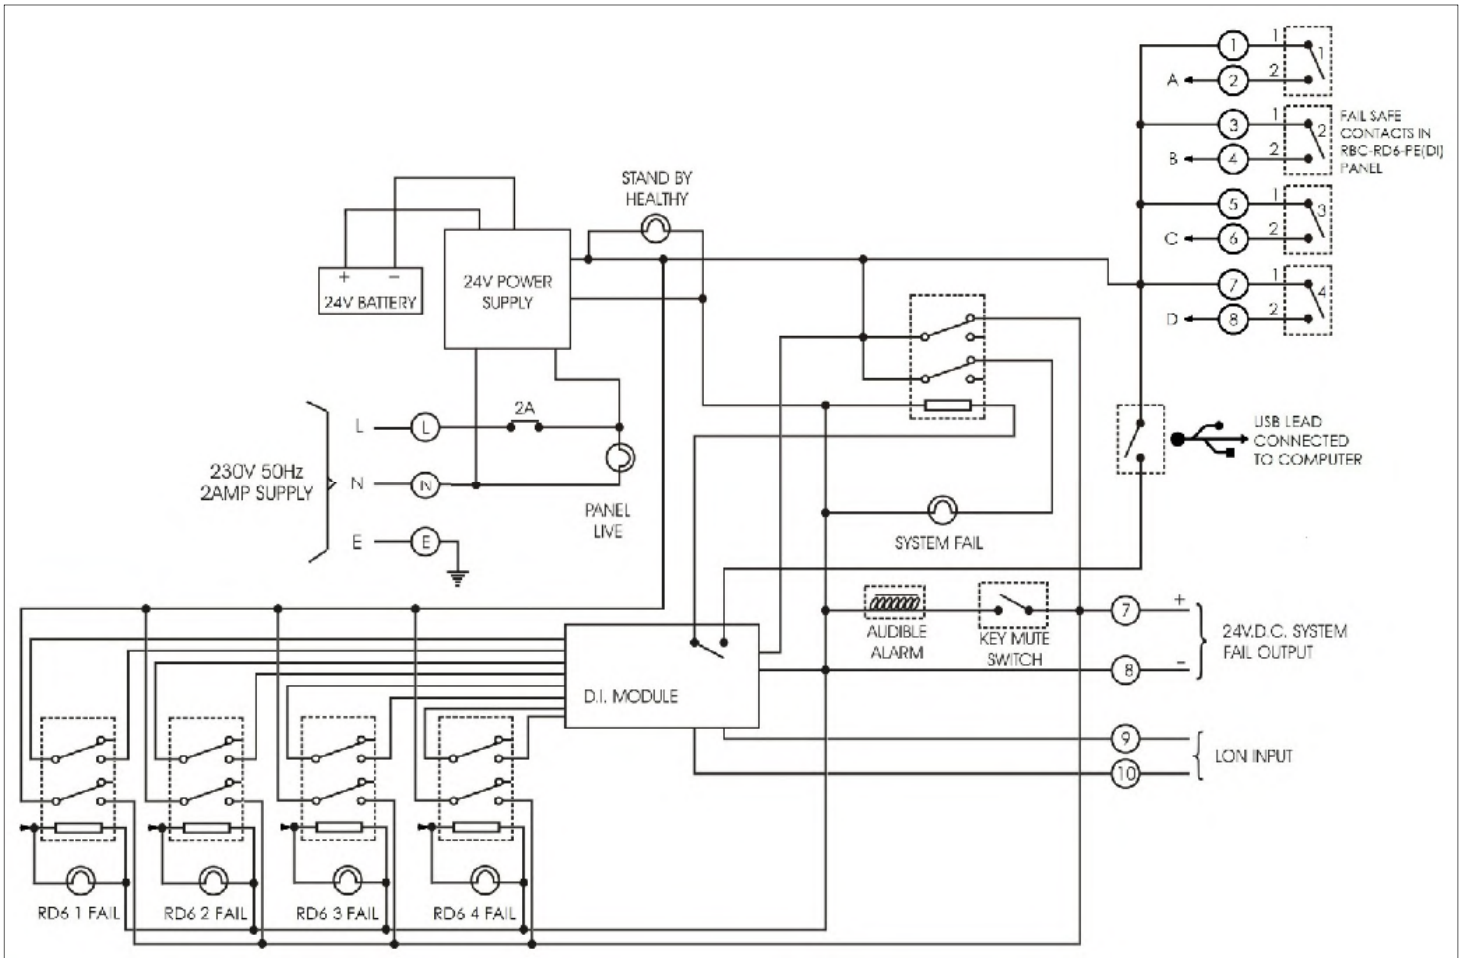 1
1
1
A
2
2
3
1
2
B
4
2
FAIL SAFE
CONTACTS IN
RBC-RD6-FE(DI)
PANEL
5
1
3
C
6
2
7
1
4
D
8
2
STAND BY
HEALTHY
+ −
24V BATTERY
24V POWER
SUPPLY
2A
L
L
230V 50Hz
2AMP SUPPLY
N
N
E
E
PANEL
LIVE
USB LEAD
CONNECTED
TO COMPUTER
SYSTEM FAIL
AUDIBLE
ALARM
KEY MUTE
SWITCH
7
+
24V.D.C. SYSTEM
FAIL OUTPUT
8
−
D.I. MODULE
9
LON INPUT
10
RD6 1 FAIL
RD6 2 FAIL
RD6 3 FAIL
RD6 4 FAIL